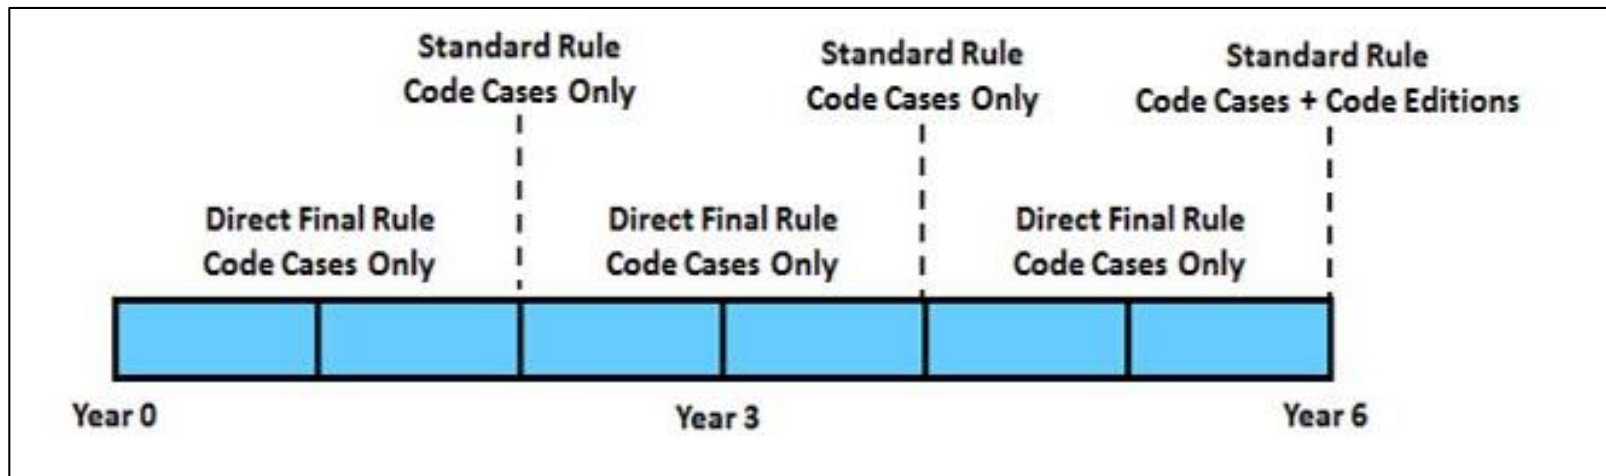 Standard Rule
Code Cases Only
Standard Rule
Code Cases Only
Standard Rule
Code Cases + Code Editions
Direct Final Rule
Code Cases Only
Direct Final Rule
Code Cases Only
Direct Final Rule
Code Cases Only
Year 0
Year 3
Year 6